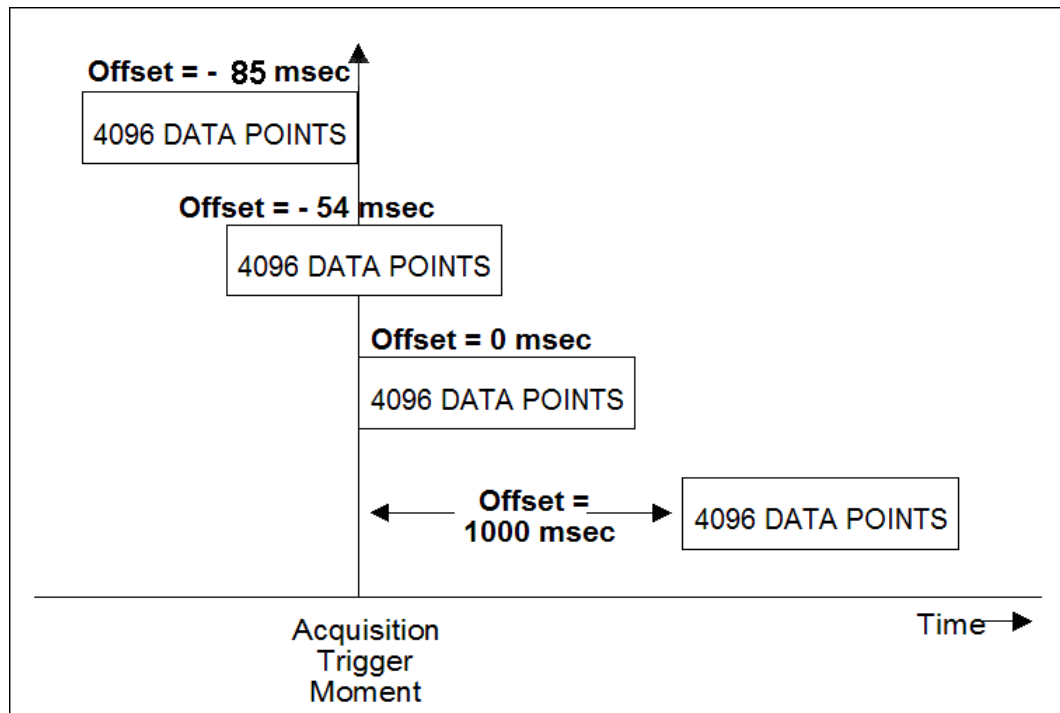 Offset = - 85 msec
4096 DATA POINTS
Offset = - 54 msec
4096 DATA POINTS
Offset = 0 msec
4096 DATA POINTS
Offset =
1000 msec
4096 DATA POINTS
Time
Acquisition
Trigger
Moment